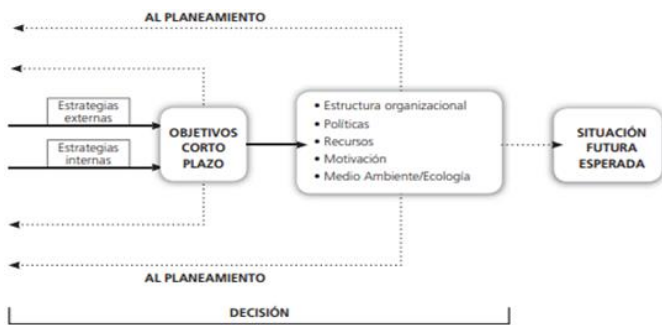 AL PLANEAMIENTO
Estrategias
externas
Estrategias
internas
OBJETIVOS
CORTO
PLAZO
• Estructura organizacional
• Políticas
• Recursos
• Motivación
• Medio Ambiente/Ecología
SITUACIÓN
FUTURA
ESPERADA
AL PLANEAMIENTO
DECISIÓN